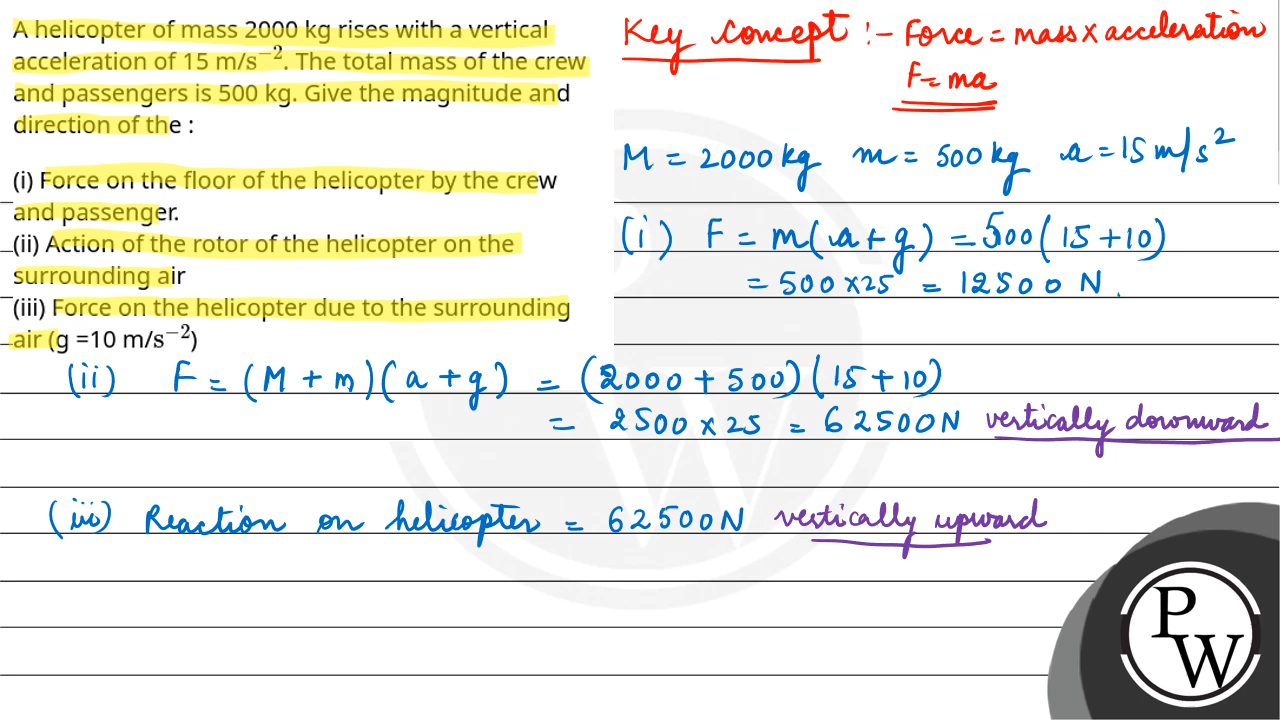 A helicopter of mass 2000 kg rises with a vertical
acceleration of 15 m/s⁻². The total mass of the crew
and passengers is 500 kg. Give the magnitude and
direction of the :
(i) Force on the floor of the helicopter by the crew
and passenger.
(ii) Action of the rotor of the helicopter on the
surrounding air
(iii) Force on the helicopter due to the surrounding
air (g =10 m/s⁻²)
Key Concept :- Force = mass x acceleration
F = ma
M = 2000 kg m = 500 kg a = 15 m/s²
(i) F = m(a+g) = 500(15+10)
= 500 x 25 = 12500 N.
(ii) F = (M+m)(a+g) = (2000+500)(15+10)
= 2500 x 25 = 62500N vertically downward
(iii) Reaction on helicopter = 62500N vertically upward
P
W